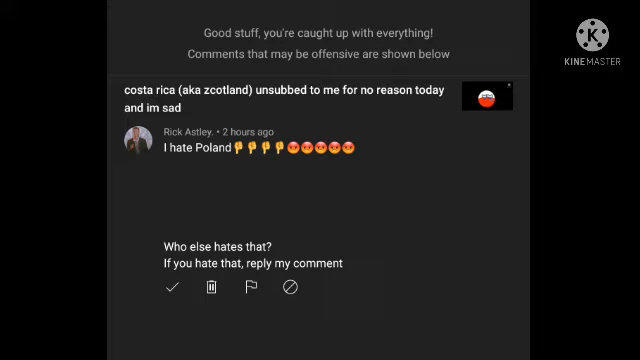 Good stuff, you're caught up with everything!
Comments that may be offensive are shown below
costa rica (aka zcotland) unsubbed to me for no reason today
and im sad
Rick Astley. • 2 hours ago
I hate Poland👎👎👎👎😡😡😡😡😡
Who else hates that?
If you hate that, reply my comment
KINEMASTER